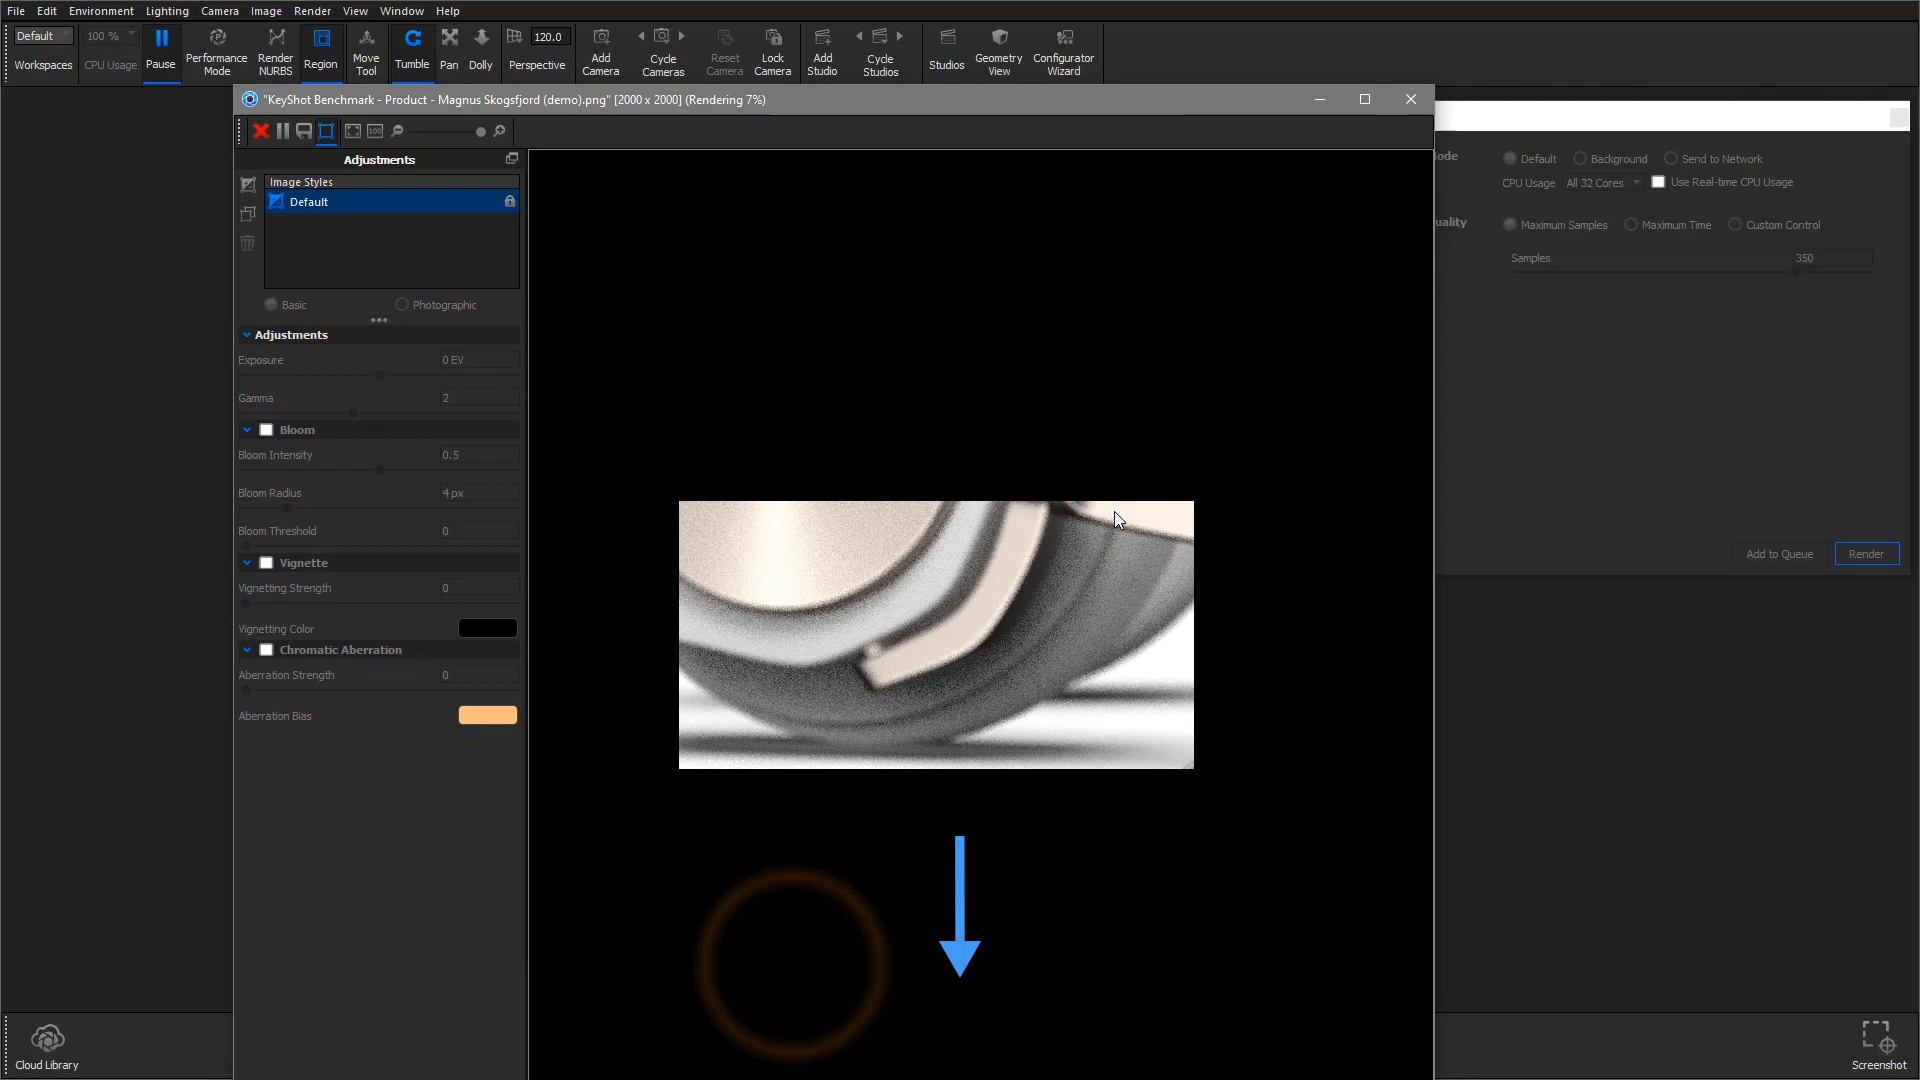 File Edit Environment Lighting Camera Image Render View Window Help
Default 100 % 120.0
Workspaces CPU Usage Pause Performance Mode Render NURBS Region Move Tool Tumble Pan Dolly Perspective Add Camera Cycle Cameras Reset Camera Lock Camera Add Studio Cycle Studios Studios Geometry View Configurator Wizard
"KeyShot Benchmark - Product - Magnus Skogsfjord (demo).png" [2000 x 2000] (Rendering 7%)
100
Adjustments
Image Styles
Default
Basic Photographic
Adjustments
Exposure 0 EV
Gamma 2
Bloom
Bloom Intensity 0.5
Bloom Radius 4 px
Bloom Threshold 0
Vignette
Vignetting Strength 0
Vignetting Color
Chromatic Aberration
Aberration Strength 0
Aberration Bias
ode Default Background Send to Network
CPU Usage All 32 Cores Use Real-time CPU Usage
uality Maximum Samples Maximum Time Custom Control
Samples 350
Add to Queue Render
Cloud Library
Screenshot